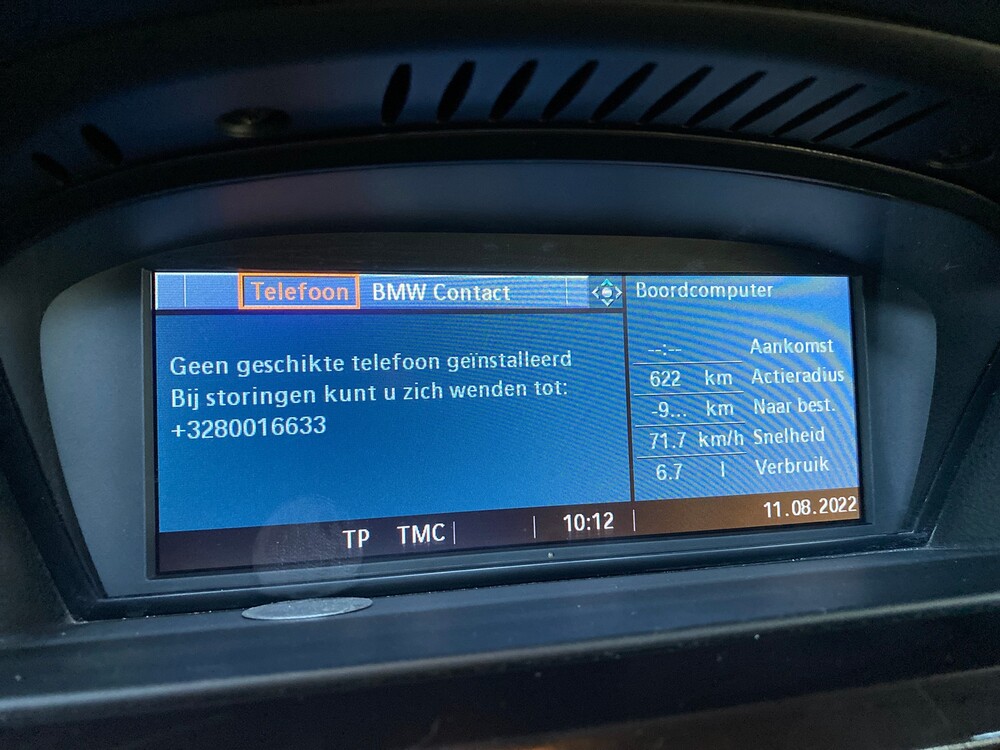 Telefoon BMW Contact
Geen geschikte telefoon geïnstalleerd
Bij storingen kunt u zich wenden tot:
+3280016633
Boordcomputer
--:-- Aankomst
622 km Actieradius
-9... km Naar best.
71.7 km/h Snelheid
6.7 l Verbruik
TP TMC 10:12 11.08.2022